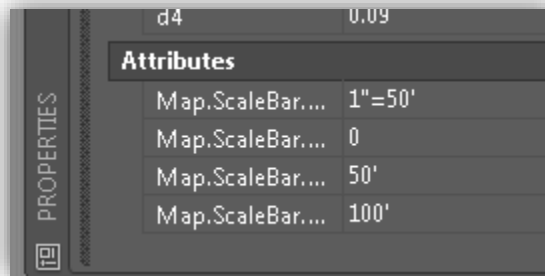 d4 0.09
Attributes
Map.ScaleBar.... 1"=50'
Map.ScaleBar.... 0
Map.ScaleBar.... 50'
Map.ScaleBar.... 100'
PROPERTIES